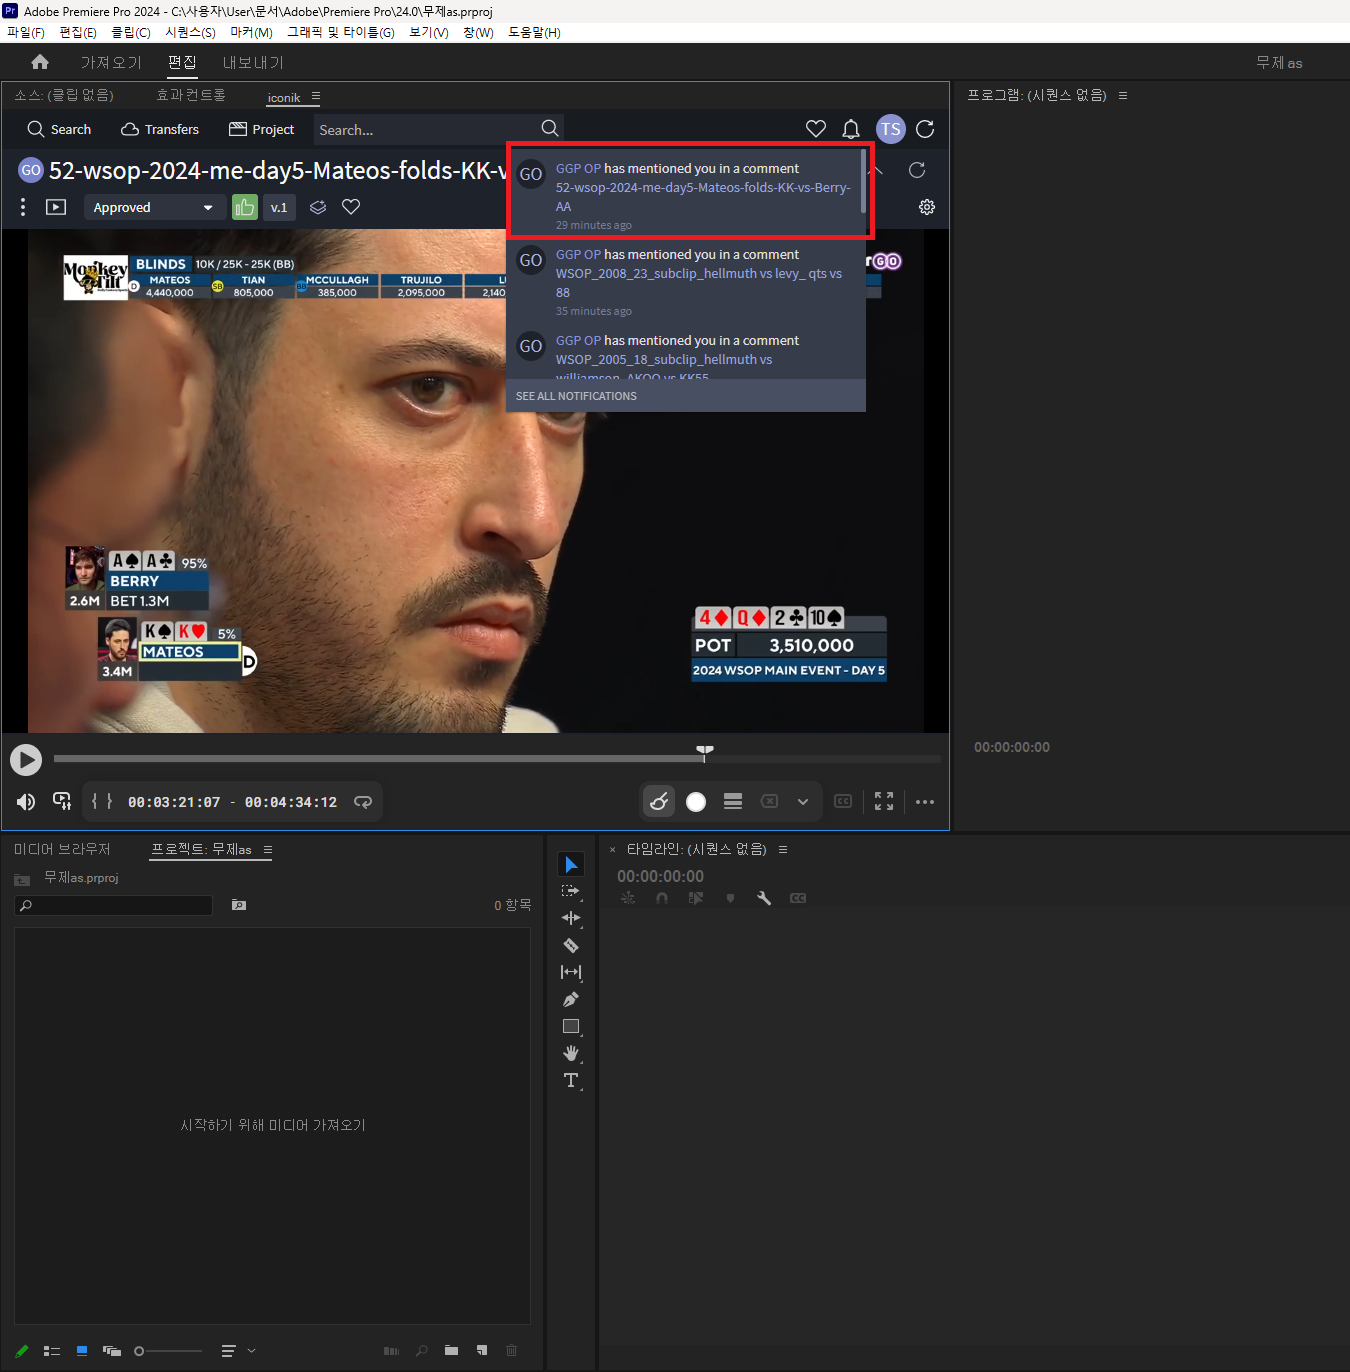 Pr Adobe Premiere Pro 2024 - C:\사용자\User\문서\Adobe\Premiere Pro\24.0\무제as.prproj
파일(F) 편집(E) 클립(C) 시퀀스(S) 마커(M) 그래픽 및 타이틀(G) 보기(V) 창(W) 도움말(H)
가져오기 편집 내보내기 무제as
소스: (클립 없음) 효과 컨트롤 iconik
프로그램: (시퀀스 없음)
Search Transfers Project Search... TS
GO 52-wsop-2024-me-day5-Mateos-folds-KK-v
Approved v.1
GO GGP OP has mentioned you in a comment
52-wsop-2024-me-day5-Mateos-folds-KK-vs-Berry-
AA
29 minutes ago
GO GGP OP has mentioned you in a comment
WSOP_2008_23_subclip_hellmuth vs levy_ qts vs
88
35 minutes ago
GO GGP OP has mentioned you in a comment
WSOP_2005_18_subclip_hellmuth vs
williamson_AKQQ vs KK55
SEE ALL NOTIFICATIONS
Monkey Tilt
BLINDS 10K / 25K - 25K (BB)
D MATEOS SB TIAN BB MCCULLAGH TRUJILO LU
4,440,000 805,000 385,000 2,095,000 2,140
r GO
A♠ A♣ 95%
BERRY
2.6M BET 1.3M
K♠ K♥ 5%
MATEOS
3.4M D
4♦ Q♦ 2♣ 10♠
POT 3,510,000
2024 WSOP MAIN EVENT - DAY 5
00:03:21:07 - 00:04:34:12
CC
00:00:00:00
미디어 브라우저 프로젝트: 무제as
무제as.prproj
0 항목
시작하기 위해 미디어 가져오기
T
× 타임라인: (시퀀스 없음)
00:00:00:00
CC